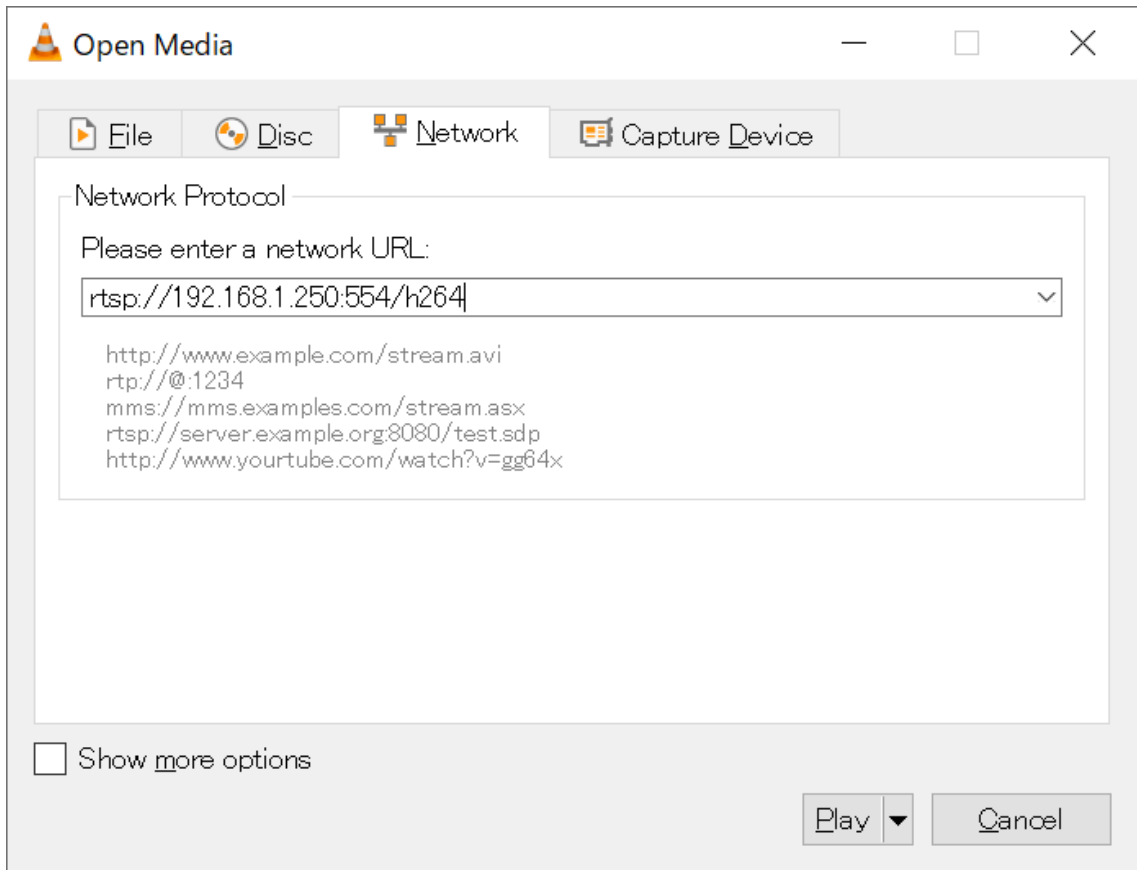 Open Media
File Disc Network Capture Device
Network Protocol
Please enter a network URL:
rtsp://192.168.1.250:554/h264
http://www.example.com/stream.avi
rtp://@:1234
mms://mms.examples.com/stream.asx
rtsp://server.example.org:8080/test.sdp
http://www.yourtube.com/watch?v=gg64x
Show more options
Play Cancel